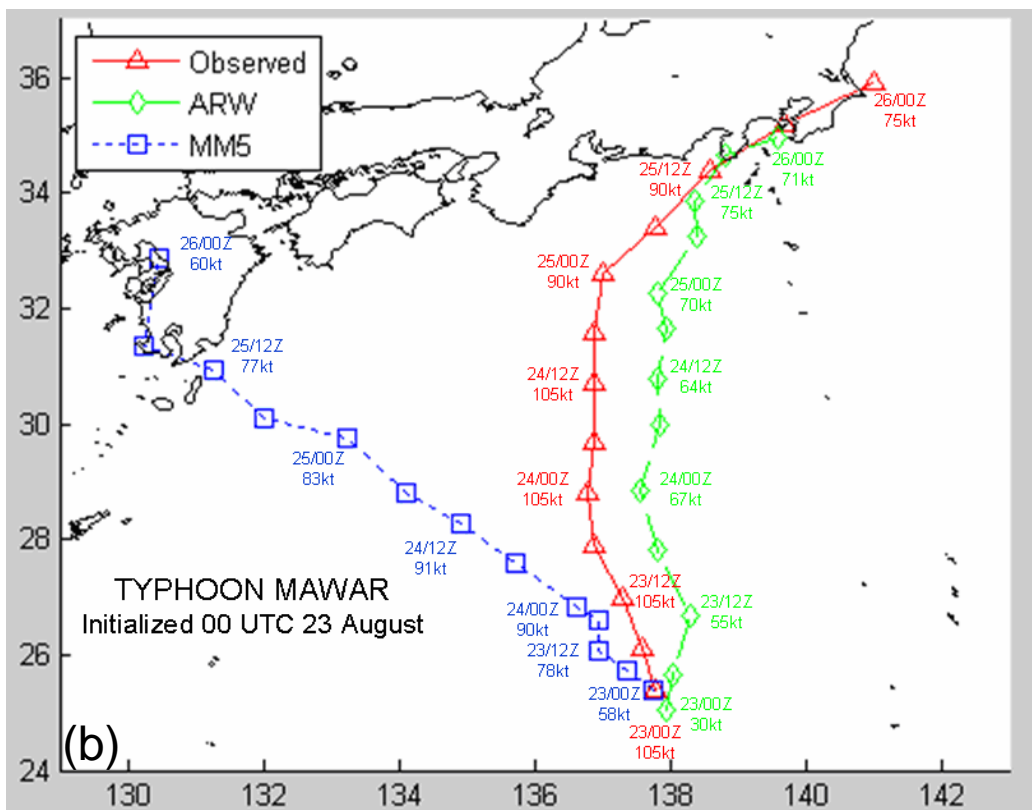 Observed
ARW
MM5
36
34
32
30
28
26
24
26/00Z
75kt
25/12Z
90kt
26/00Z
71kt
25/12Z
75kt
26/00Z
60kt
25/00Z
90kt
25/00Z
70kt
25/12Z
77kt
24/12Z
105kt
24/12Z
64kt
25/00Z
83kt
24/00Z
105kt
24/00Z
67kt
24/12Z
91kt
TYPHOON MAWAR
Initialized 00 UTC 23 August
23/12Z
105kt
23/12Z
55kt
24/00Z
90kt
23/12Z
78kt
23/00Z
58kt
23/00Z
30kt
23/00Z
105kt
(b)
130
132
134
136
138
140
142